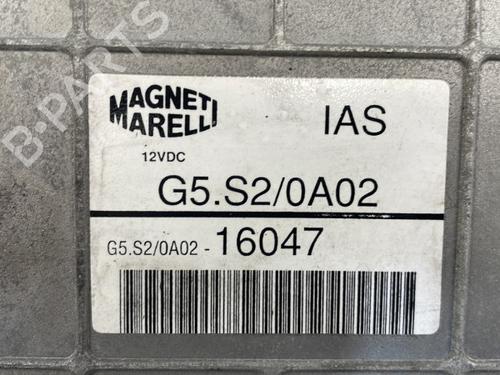 MAGNETI
MARELLI
IAS
12VDC
G5.S2/0A02
G5.S2/0A02 - 16047
B-PARTS